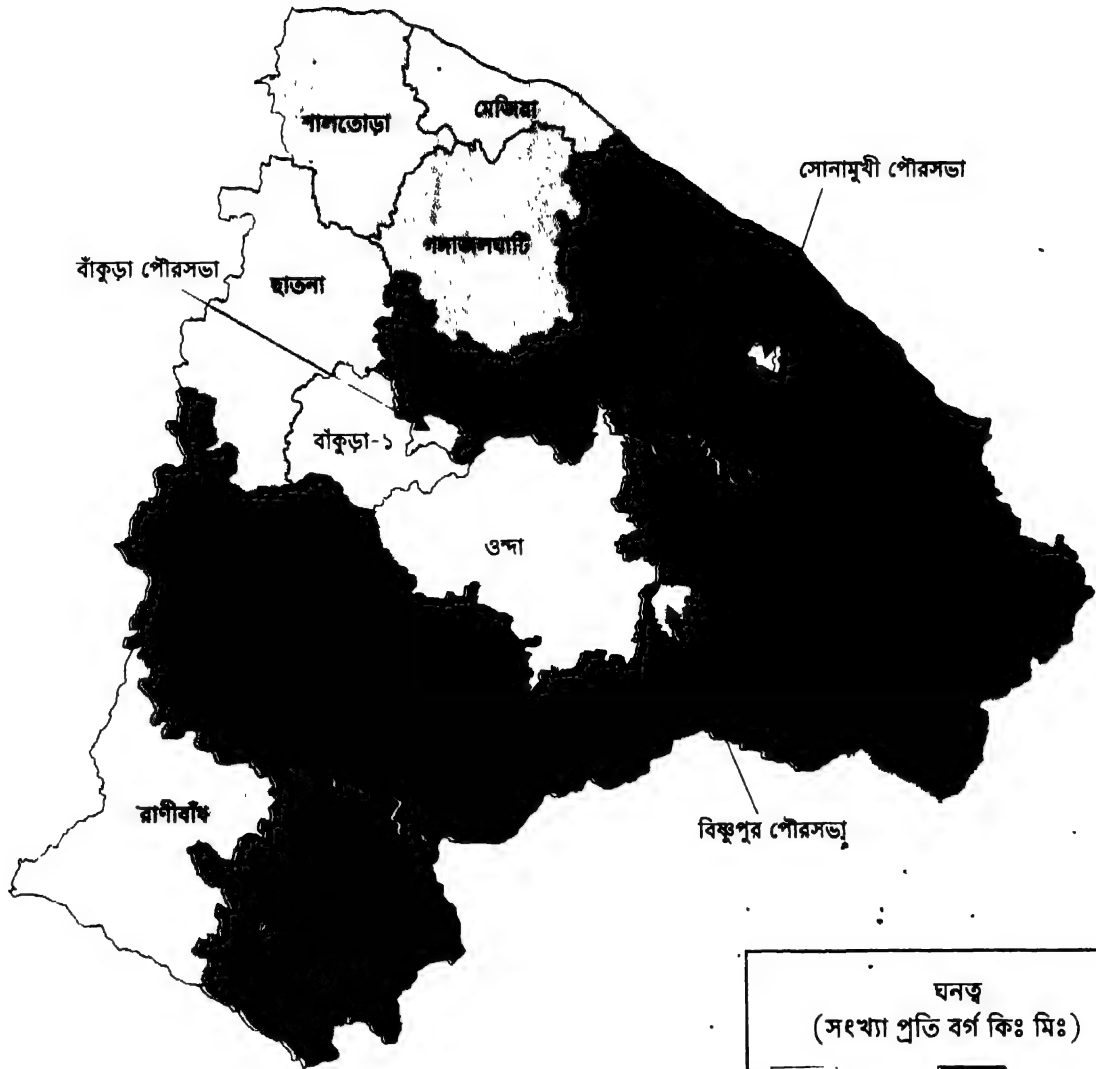 শালতোড়া
মেজিয়া
সোনামুখী পৌরসভা
গঙ্গাজলঘাটি
বাঁকুড়া পৌরসভা
ছাতনা
বাঁকুড়া-১
ওন্দা
রাণীবাঁধ
বিষ্ণুপুর পৌরসভা
ঘনত্ব
(সংখ্যা প্রতি বর্গ কিঃ মিঃ)